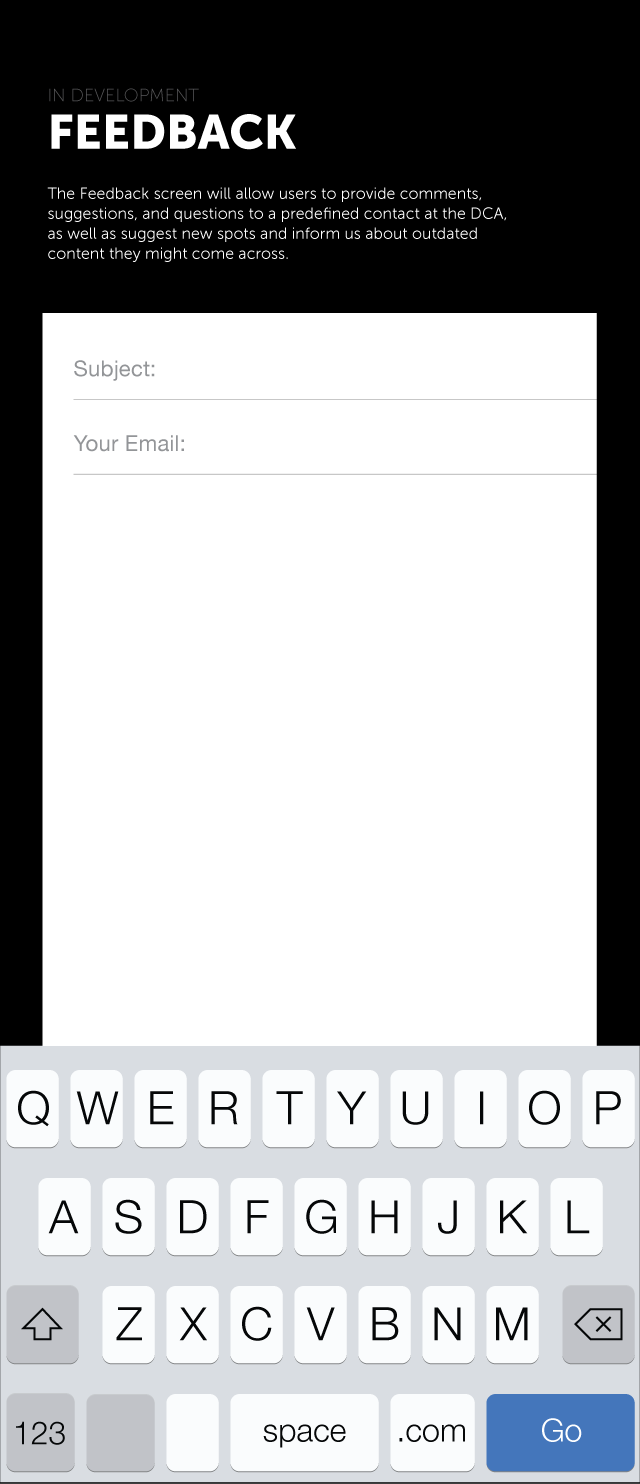 IN DEVELOPMENT
FEEDBACK
The Feedback screen will allow users to provide comments,
suggestions, and questions to a predefined contact at the DCA,
as well as suggest new spots and inform us about outdated
content they might come across.
Subject:
Your Email:
Q W E R T Y U I O P
A S D F G H J K L
Z X C V B N M
123 space .com Go